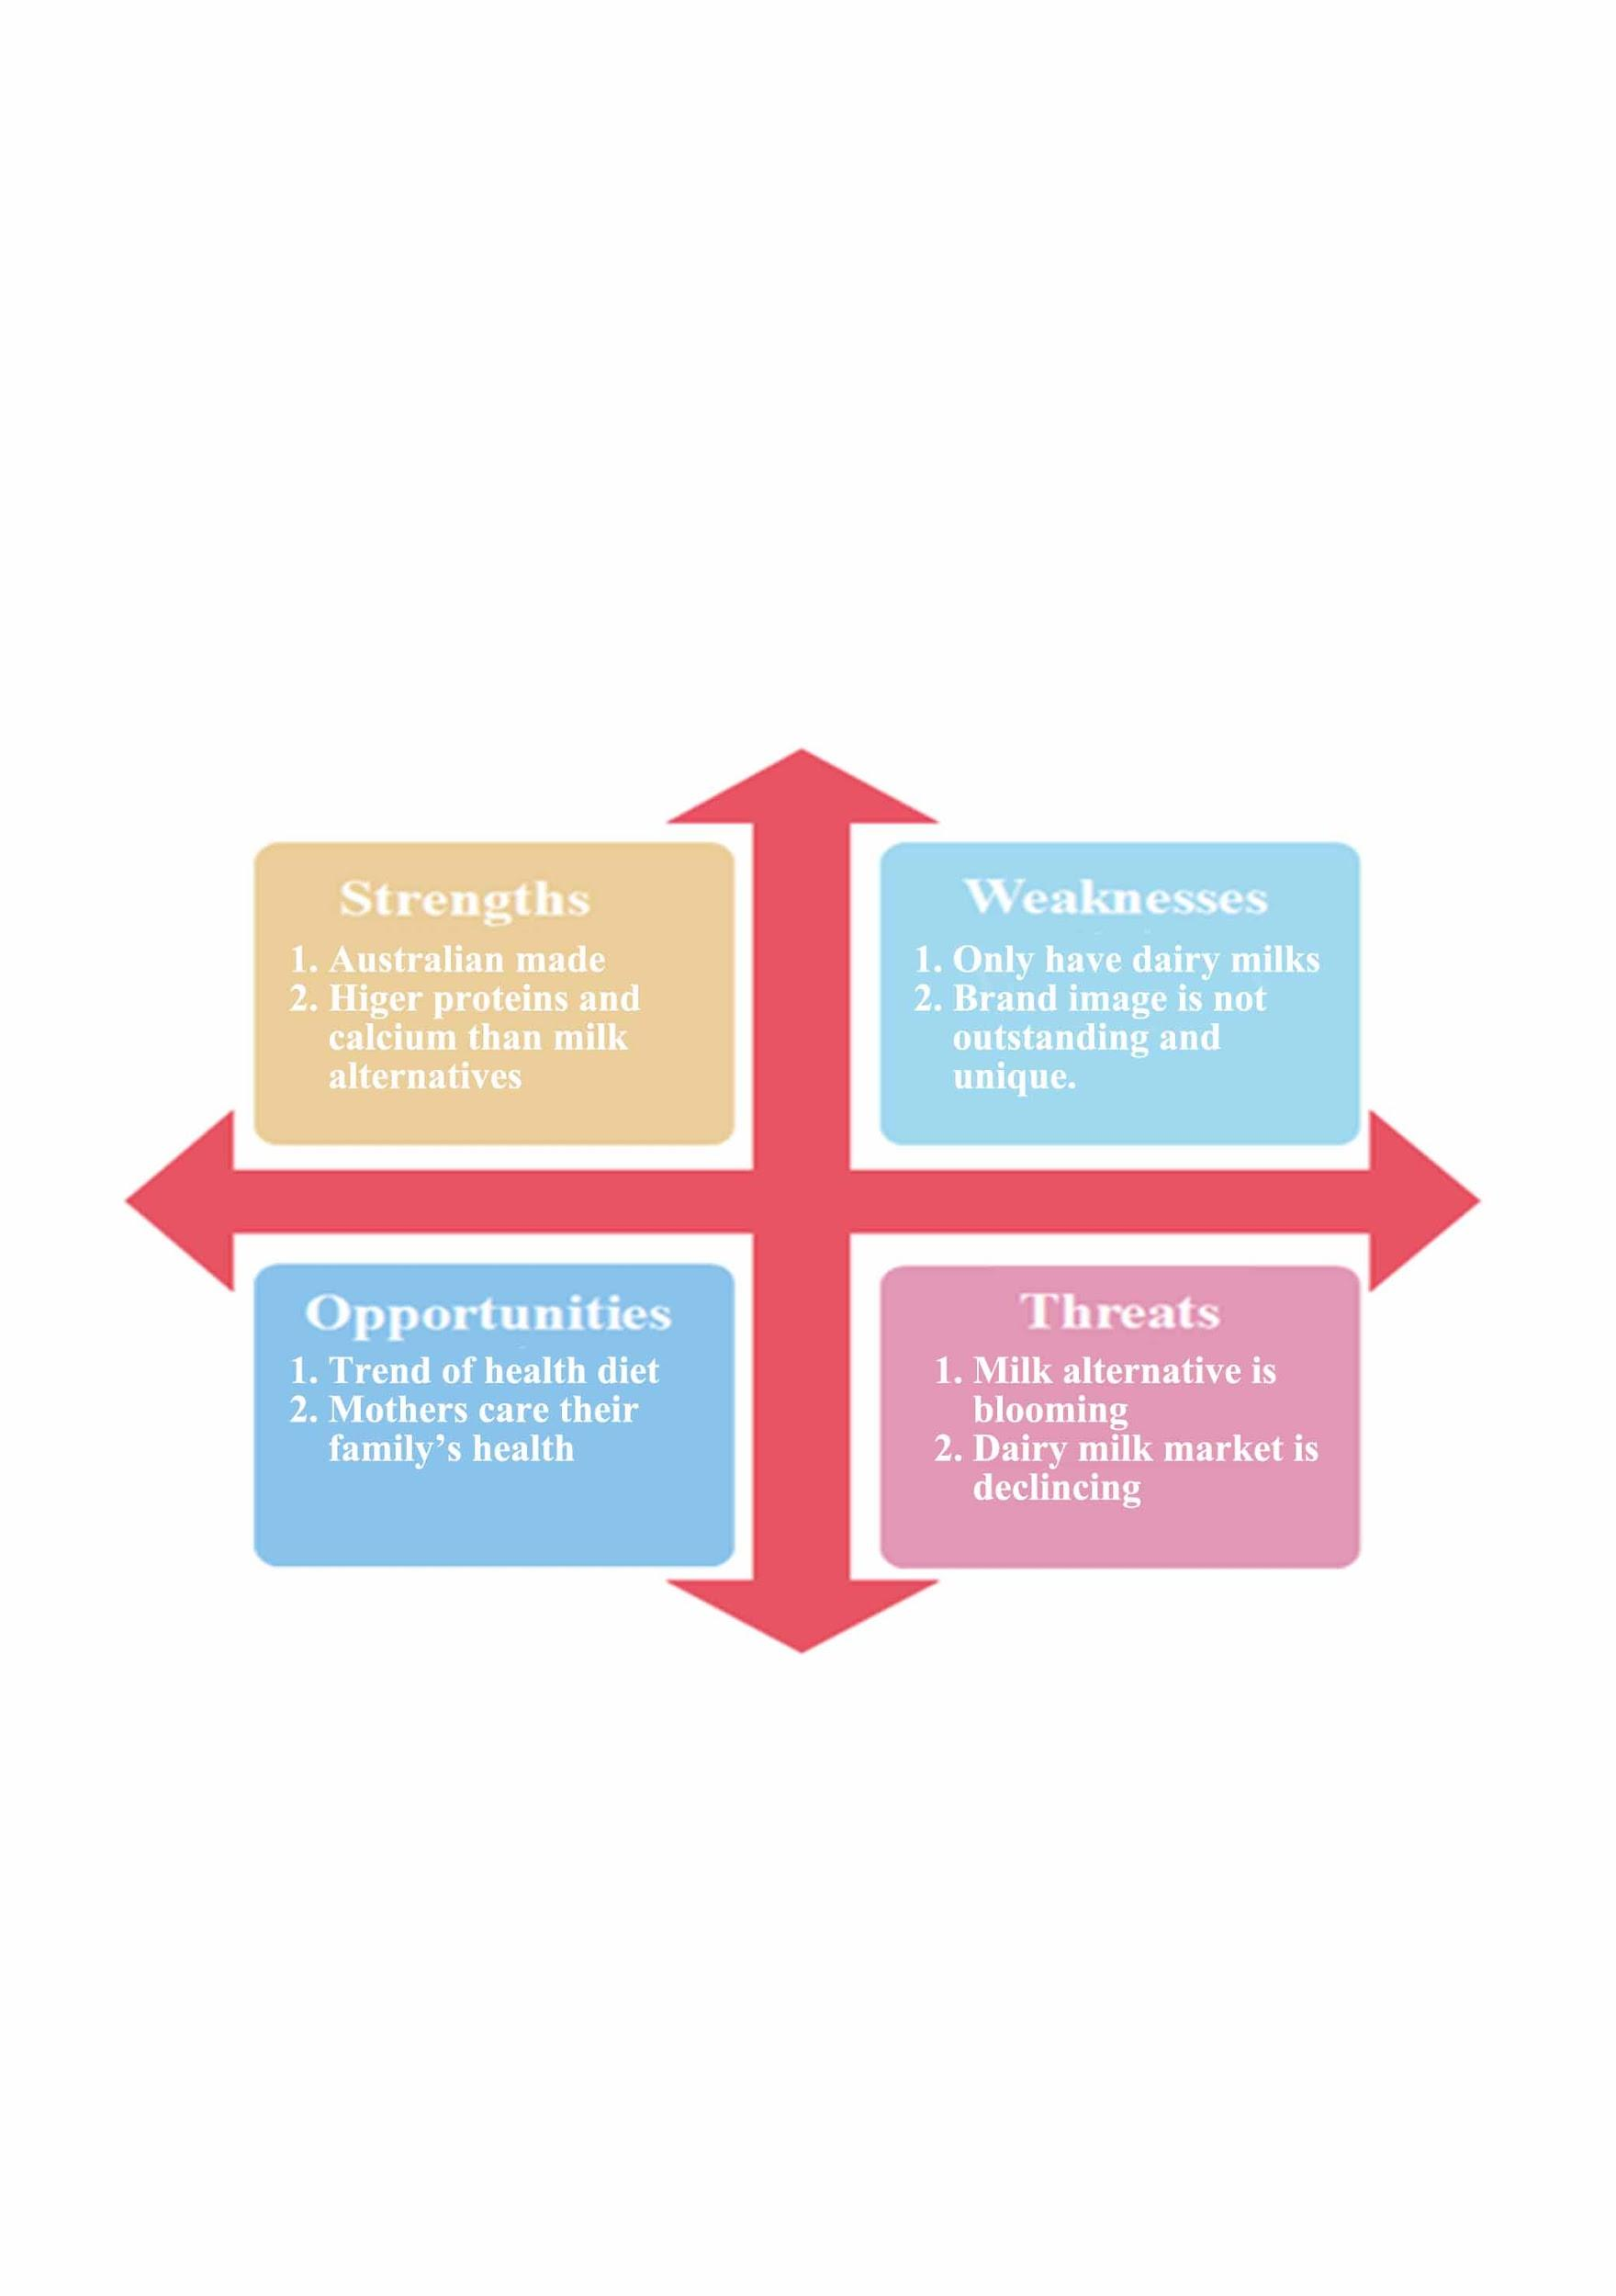 Strengths
1. Australian made
2. Higer proteins and
calcium than milk
alternatives
Weaknesses
1. Only have dairy milks
2. Brand image is not
outstanding and
unique.
Opportunities
1. Trend of health diet
2. Mothers care their
family’s health
Threats
1. Milk alternative is
blooming
2. Dairy milk market is
declincing